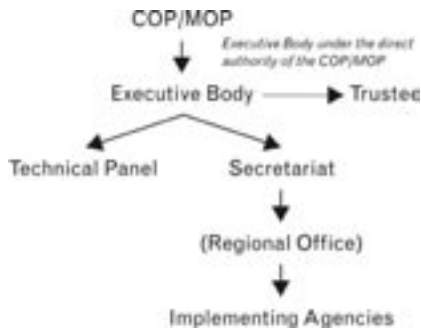 COP/MOP
Executive Body under the direct
authority of the COP/MOP
Executive Body
Trustee
Technical Panel
Secretariat
(Regional Office)
Implementing Agencies